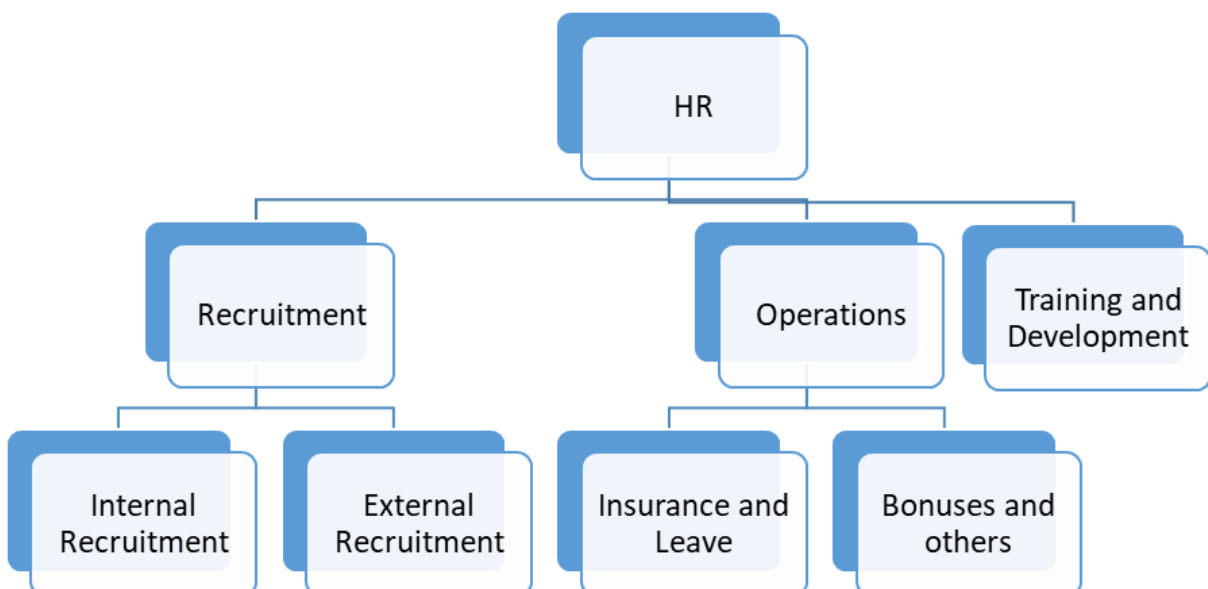 HR
Recruitment
Operations
Training and
Development
Internal
Recruitment
External
Recruitment
Insurance and
Leave
Bonuses and
others